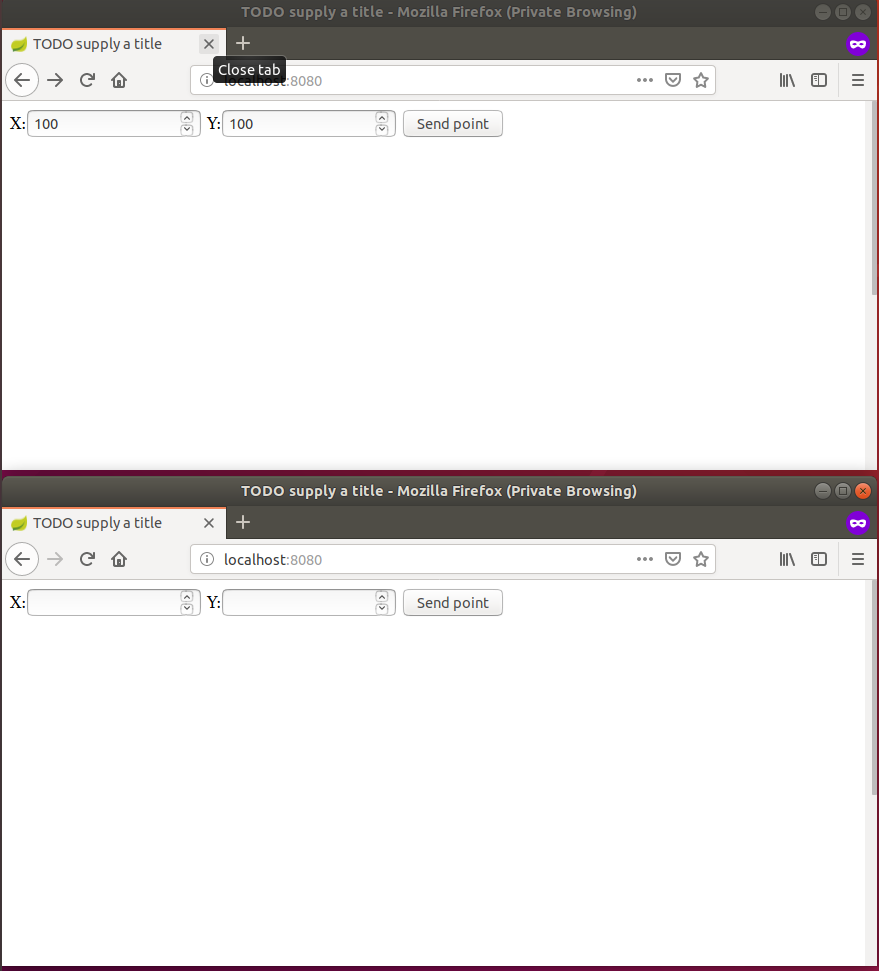 TODO supply a title - Mozilla Firefox (Private Browsing)
TODO supply a title
Close tab
localhost:8080
X: 100 Y: 100 Send point
TODO supply a title - Mozilla Firefox (Private Browsing)
TODO supply a title
localhost:8080
X: Y: Send point